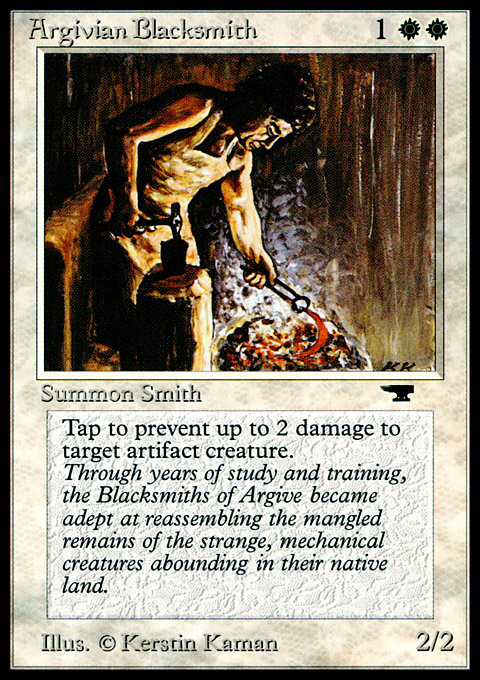 Argivian Blacksmith 1
KK
Summon Smith
Tap to prevent up to 2 damage to
target artifact creature.
Through years of study and training,
the Blacksmiths of Argive became
adept at reassembling the mangled
remains of the strange, mechanical
creatures abounding in their native
land.
Illus. © Kerstin Kaman 2/2